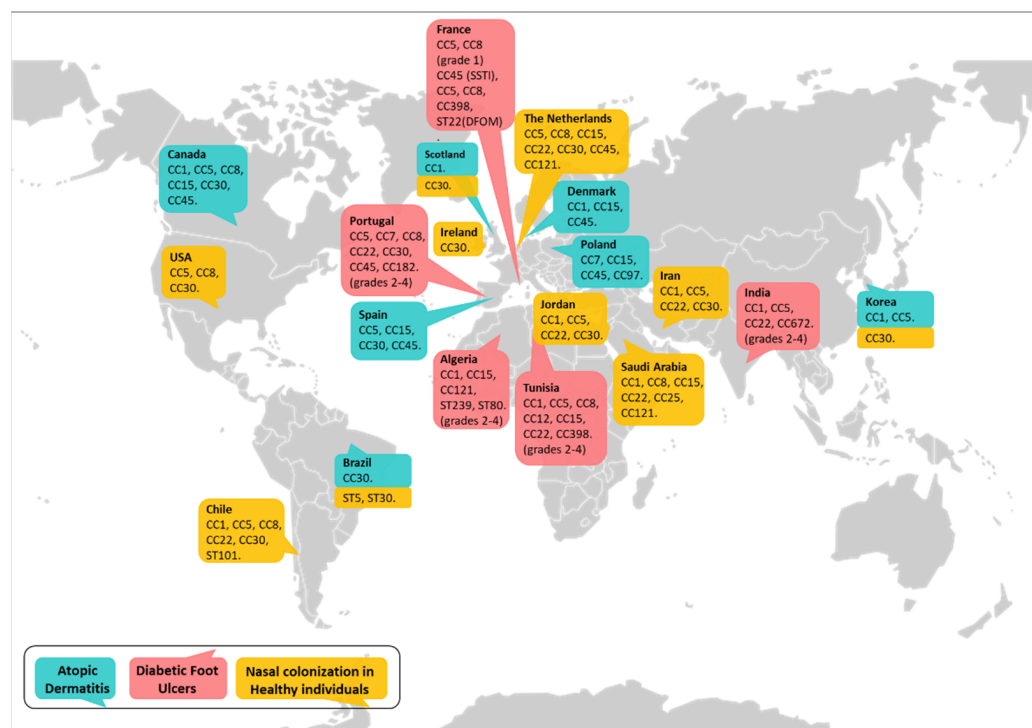 France
CC5, CC8
(grade 1)
CC45 (SSTI),
CC5, CC8,
CC398,
ST22(DFOM)
.
The Netherlands
CC5, CC8, CC15,
CC22, CC30, CC45,
CC121.
Canada
CC1, CC5, CC8,
CC15, CC30,
CC45.
Scotland
CC1.
CC30.
Denmark
CC1, CC15,
CC45.
Portugal
CC5, CC7, CC8,
CC22, CC30,
CC45, CC182.
(grades 2-4)
Ireland
CC30.
Poland
CC7, CC15,
CC45, CC97.
USA
CC5, CC8,
CC30.
Iran
CC1, CC5,
CC22, CC30.
India
CC1, CC5,
CC22, CC672.
(grades 2-4)
Korea
CC1, CC5.
CC30.
Spain
CC5, CC15,
CC30, CC45.
Jordan
CC1, CC5,
CC22, CC30.
Algeria
CC1, CC15,
CC121,
ST239, ST80.
(grades 2-4)
Tunisia
CC1, CC5, CC8,
CC12, CC15,
CC22, CC398.
(grades 2-4)
Saudi Arabia
CC1, CC8, CC15,
CC22, CC25,
CC121.
Brazil
CC30.
ST5, ST30.
Chile
CC1, CC5, CC8,
CC22, CC30,
ST101.
Atopic
Dermatitis
Diabetic Foot
Ulcers
Nasal colonization in
Healthy individuals